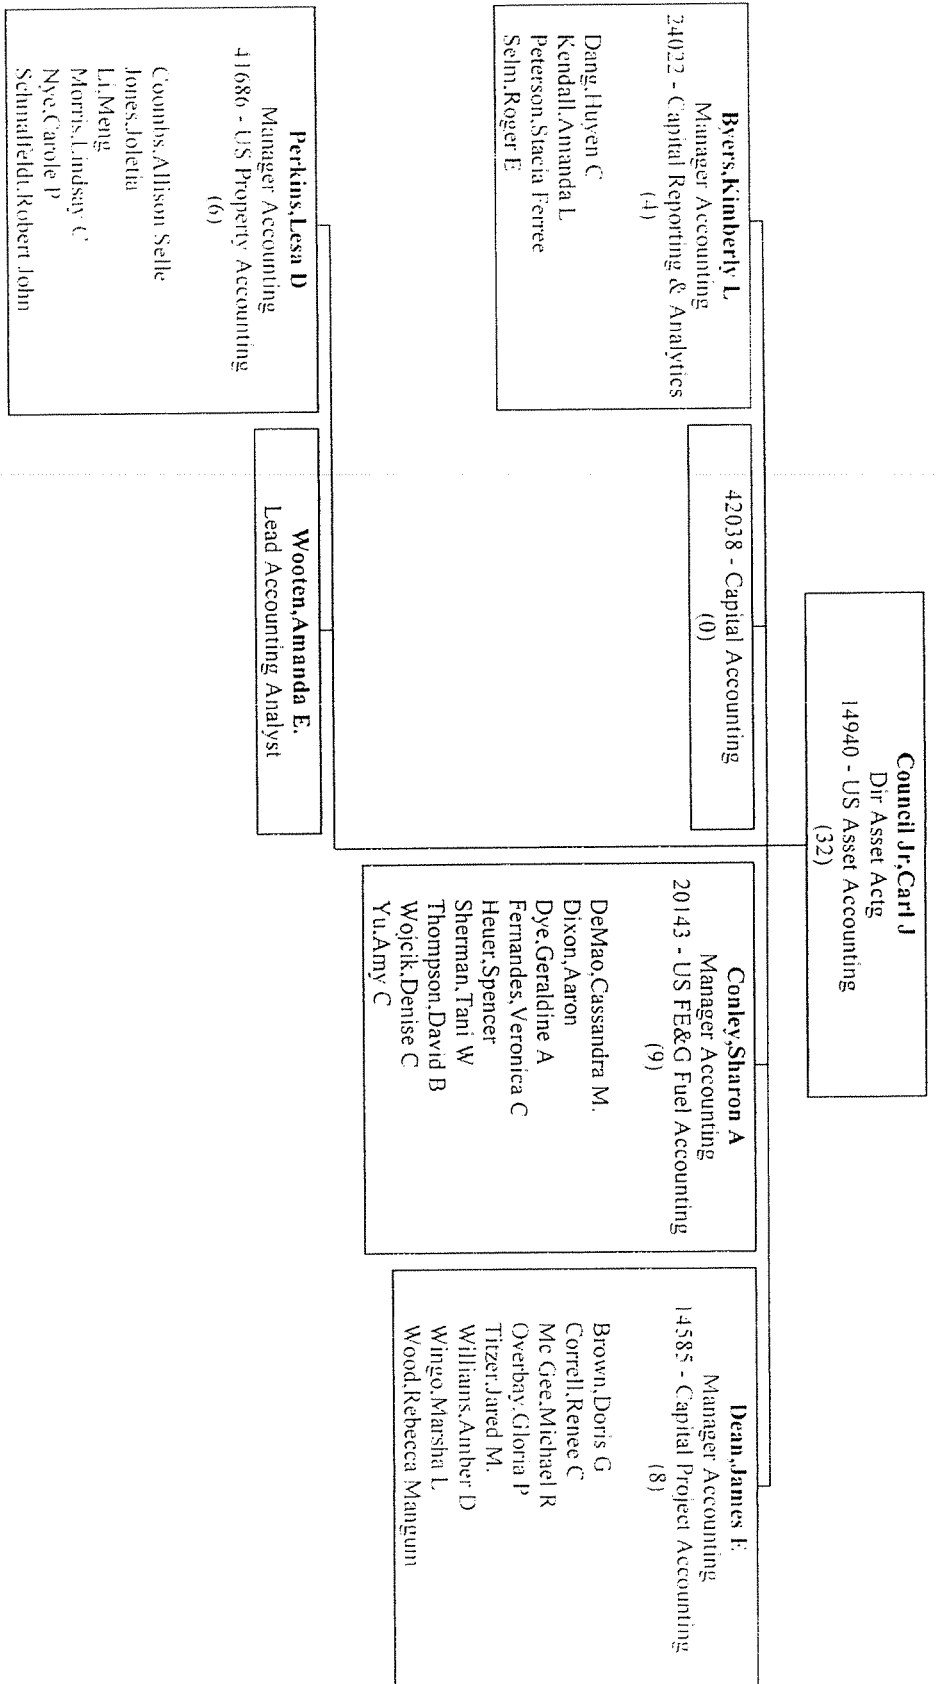 Council Jr,Carl J
Dir Asset Actg
14940 - US Asset Accounting
(32)
Byers,Kimberly L
Manager Accounting
24022 - Capital Reporting & Analytics
(4)
Dang,Huyen C
Kendall,Amanda L
Peterson,Stacia Ferree
Selm,Roger E
42038 - Capital Accounting
(0)
Conley,Sharon A
Manager Accounting
20143 - US FE&G Fuel Accounting
(9)
DeMao,Cassandra M.
Dixon,Aaron
Dye,Geraldine A
Fernandes,Veronica C
Heuer,Spencer
Sherman,Tani W
Thompson,David B
Wojcik,Denise C
Yu,Amy C
Dean,James E
Manager Accounting
14585 - Capital Project Accounting
(8)
Brown,Doris G
Correll,Renee C
Mc Gee,Michael R
Overbay,Gloria P
Titzer,Jared M.
Williams,Amber D
Wingo,Marsha L
Wood,Rebecca Mangum
Perkins,Lesa D
Manager Accounting
41686 - US Property Accounting
(6)
Coombs,Allison Selle
Jones,Joletia
Li,Meng
Morris,Lindsay C
Nye,Carole P
Schmalfeldt,Robert John
Wooten,Amanda E.
Lead Accounting Analyst